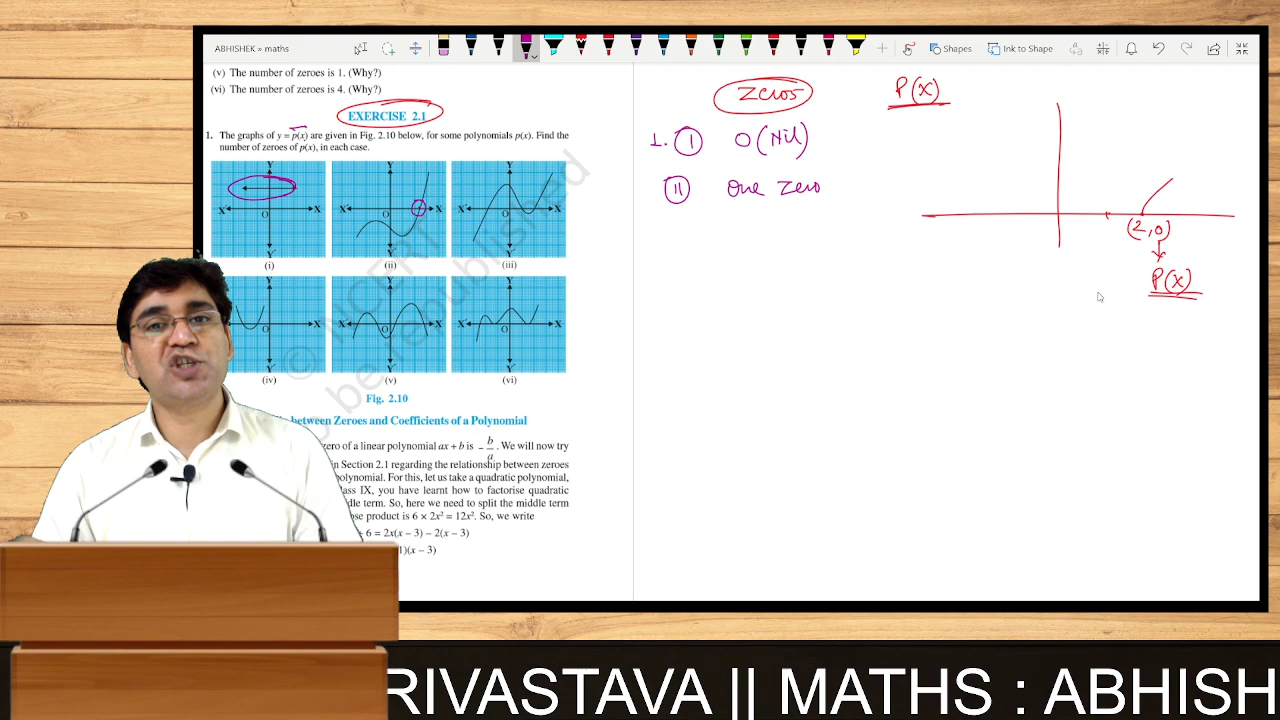 ABHISHEK » maths
Shapes
Ink to Shape
(v) The number of zeroes is 1. (Why?)
(vi) The number of zeroes is 4. (Why?)
EXERCISE 2.1
1. The graphs of y = p(x) are given in Fig. 2.10 below, for some polynomials p(x). Find the
number of zeroes of p(x), in each case.
Y Y Y
X' O X X' O X X' O X
Y' Y' Y'
(i) (ii) (iii)
Y Y Y
O X X' O X X' O X
Y' Y' Y'
(iv) (v) (vi)
Fig. 2.10
between Zeroes and Coefficients of a Polynomial
zero of a linear polynomial ax + b is – b/a. We will now try
in Section 2.1 regarding the relationship between zeroes
polynomial. For this, let us take a quadratic polynomial,
you have learnt how to factorise quadratic
term. So, here we need to split the middle term
product is 6 × 2x² = 12x². So, we write
6 = 2x(x – 3) – 2(x – 3)
1)(x – 3)
© NCERT
be republished
Zeros
P(x)
1. (I) 0 (Nil)
(II) One Zero
(2,0)
P(x)
RIVASTAVA || MATHS : ABHISH